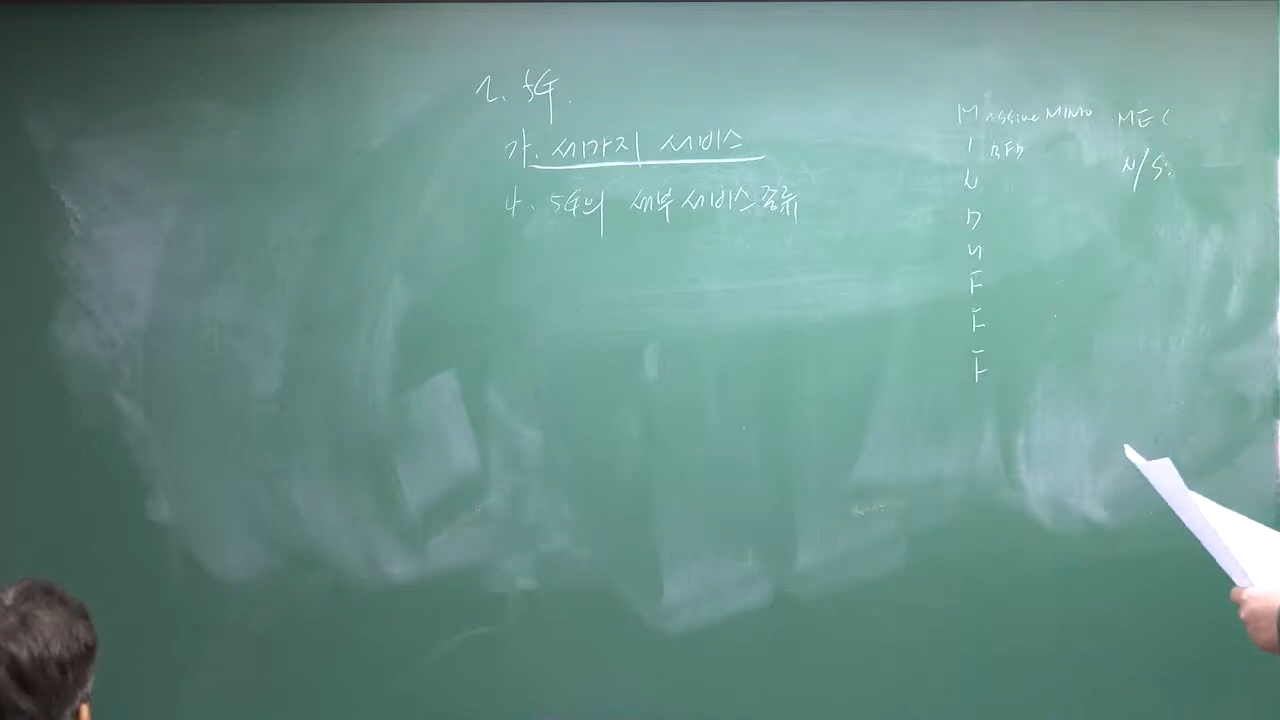 2. 5G.
가. 세가지 서비스
나. 5G의 세부 서비스 종류
Massive MIMO MEC
I BFD
N/S
D
F
F
F